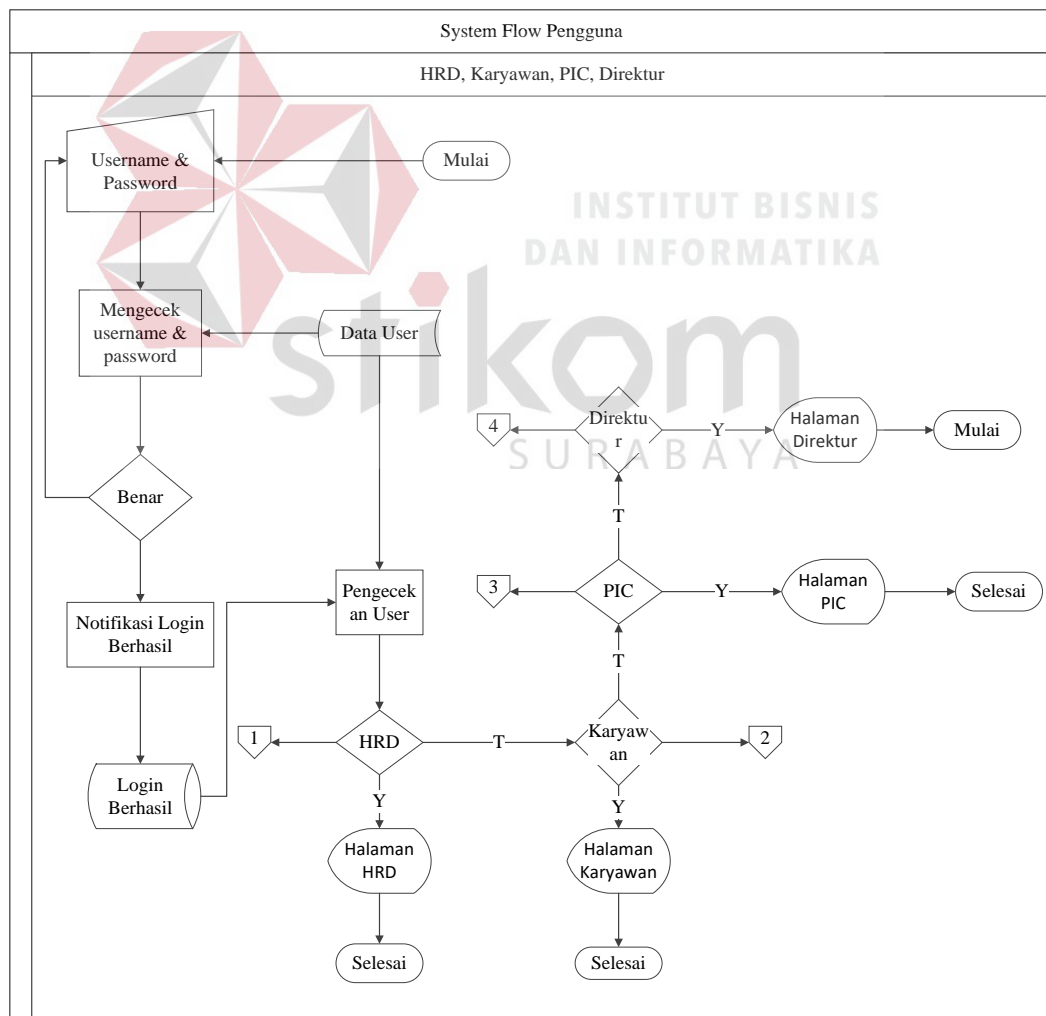 System Flow Pengguna
HRD, Karyawan, PIC, Direktur
Username &
Password
Mulai
INSTITUT BISNIS
DAN INFORMATIKA
stikom
SURABAYA
Mengecek
username &
password
Data User
Benar
4
Direktu
r
Y
Halaman
Direktur
Mulai
T
Notifikasi Login
Berhasil
Pengecek
an User
3
PIC
Y
Halaman
PIC
Selesai
T
Login
Berhasil
1
HRD
T
Karyaw
an
2
Y
Y
Halaman
HRD
Halaman
Karyawan
Selesai
Selesai